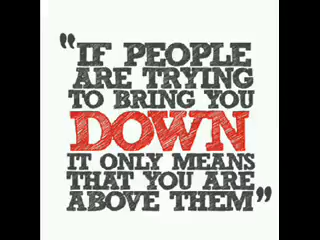 “IF PEOPLE
ARE TRYING
TO BRING YOU
DOWN
IT ONLY MEANS
THAT YOU ARE
ABOVE THEM”